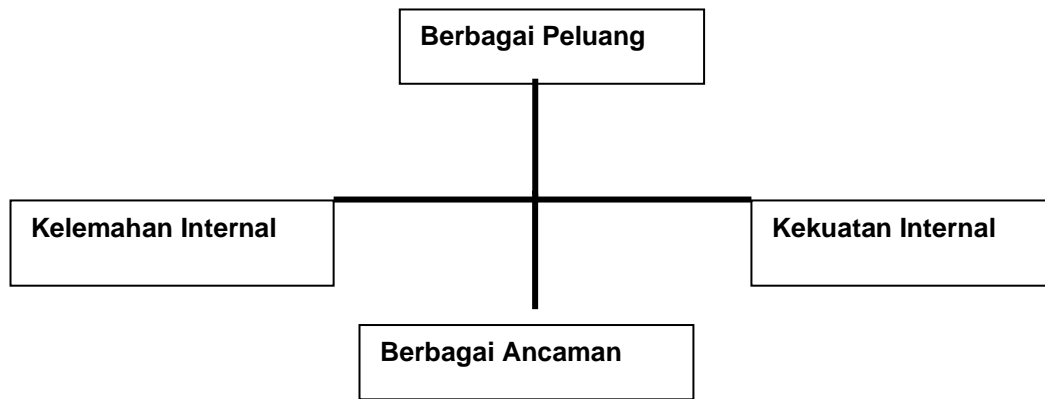 Berbagai Peluang
Kelemahan Internal
Kekuatan Internal
Berbagai Ancaman